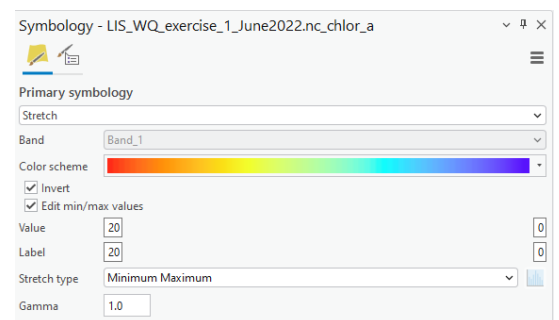 Symbology - LIS_WQ_exercise_1_June2022.nc_chlor_a
Primary symbology
Stretch
Band Band_1
Color scheme
Invert
Edit min/max values
Value 20 0
Label 20 0
Stretch type Minimum Maximum
Gamma 1.0